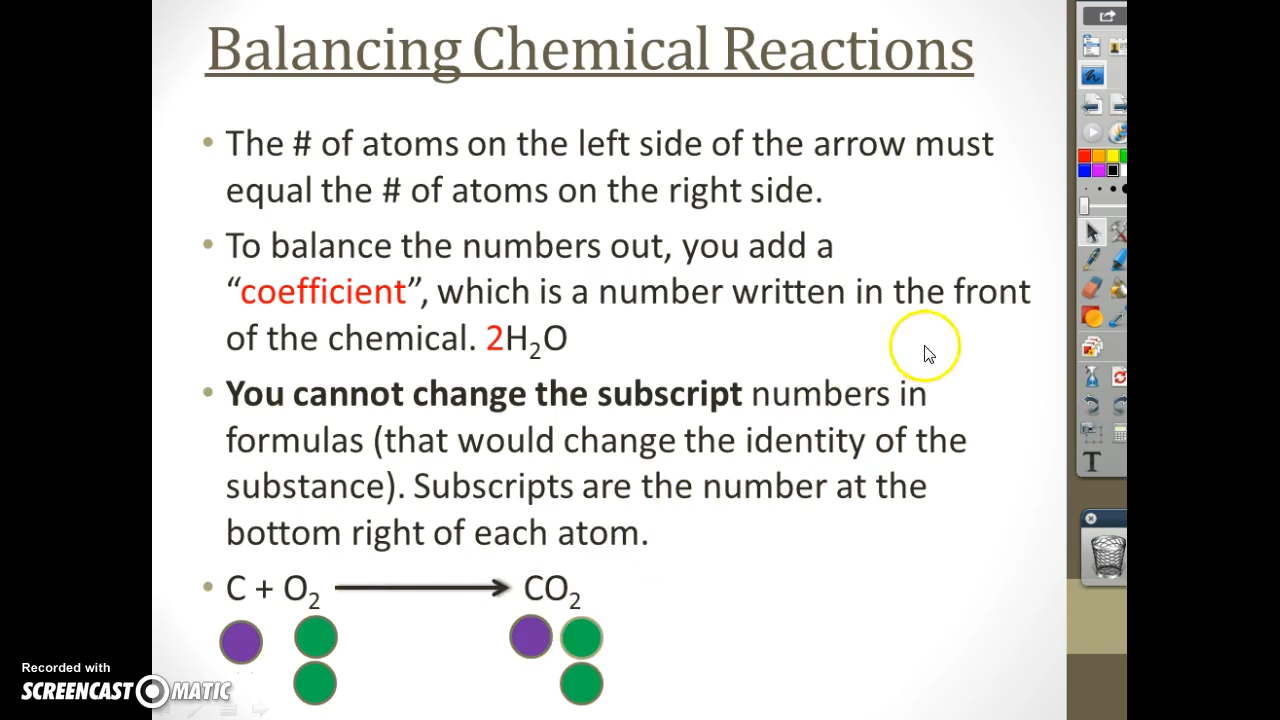 Balancing Chemical Reactions
• The # of atoms on the left side of the arrow must
equal the # of atoms on the right side.
• To balance the numbers out, you add a
“coefficient”, which is a number written in the front
of the chemical. 2H₂O
• You cannot change the subscript numbers in
formulas (that would change the identity of the
substance). Subscripts are the number at the
bottom right of each atom.
• C + O₂ ⟶ CO₂
T
Recorded with
SCREENCAST-O-MATIC